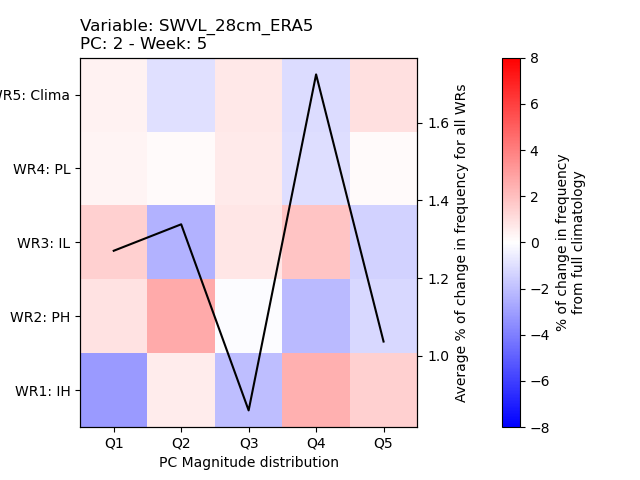 Variable: SWVL_28cm_ERA5
PC: 2 - Week: 5
R5: Clima
WR4: PL
WR3: IL
WR2: PH
WR1: IH
Q1 Q2 Q3 Q4 Q5
PC Magnitude distribution
1.6
1.4
1.2
1.0
Average % of change in frequency for all WRs
8
6
4
2
0
−2
−4
−6
−8
% of change in frequency
from full climatology